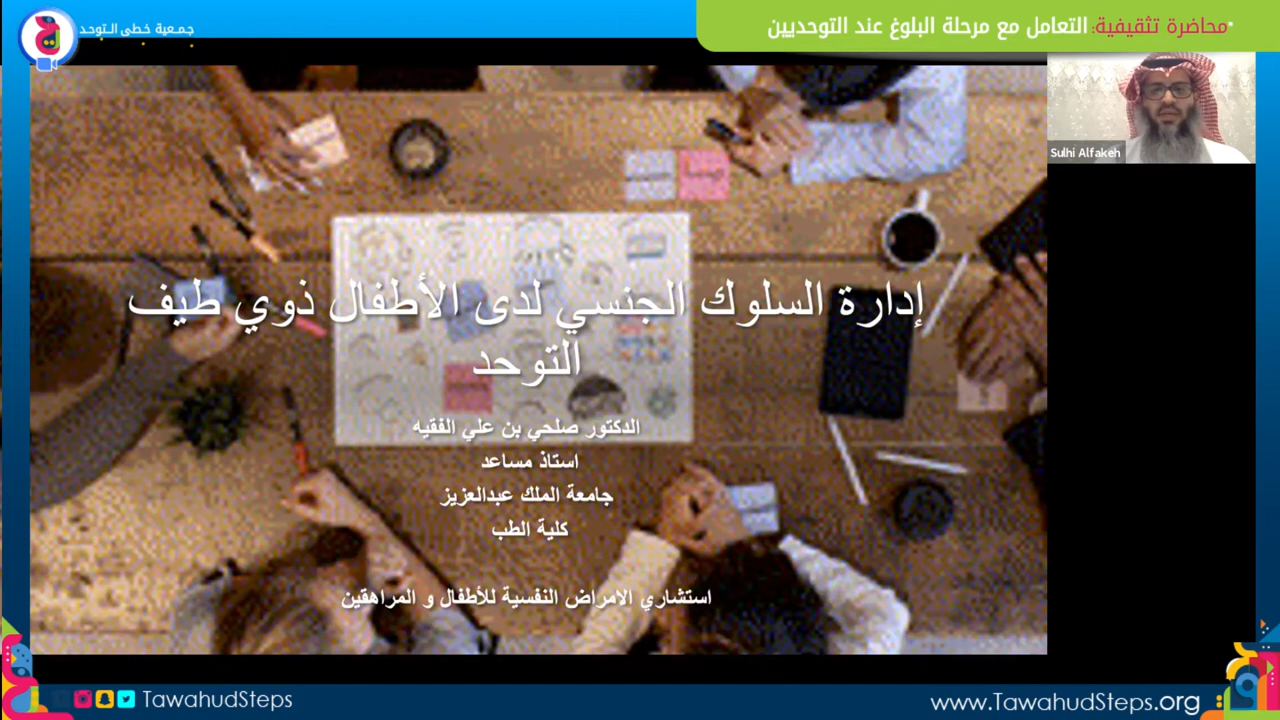 جمعية خطى التوحد
*محاضرة تثقيفية: التعامل مع مرحلة البلوغ عند التوحديين
Sulhi Alfakeh
إدارة السلوك الجنسي لدى الأطفال ذوي طيف
التوحد
الدكتور صلحي بن علي الفقيه
استاذ مساعد
جامعة الملك عبدالعزيز
كلية الطب
استشاري الامراض النفسية للأطفال و المراهقين
TawahudSteps
www.TawahudSteps.org